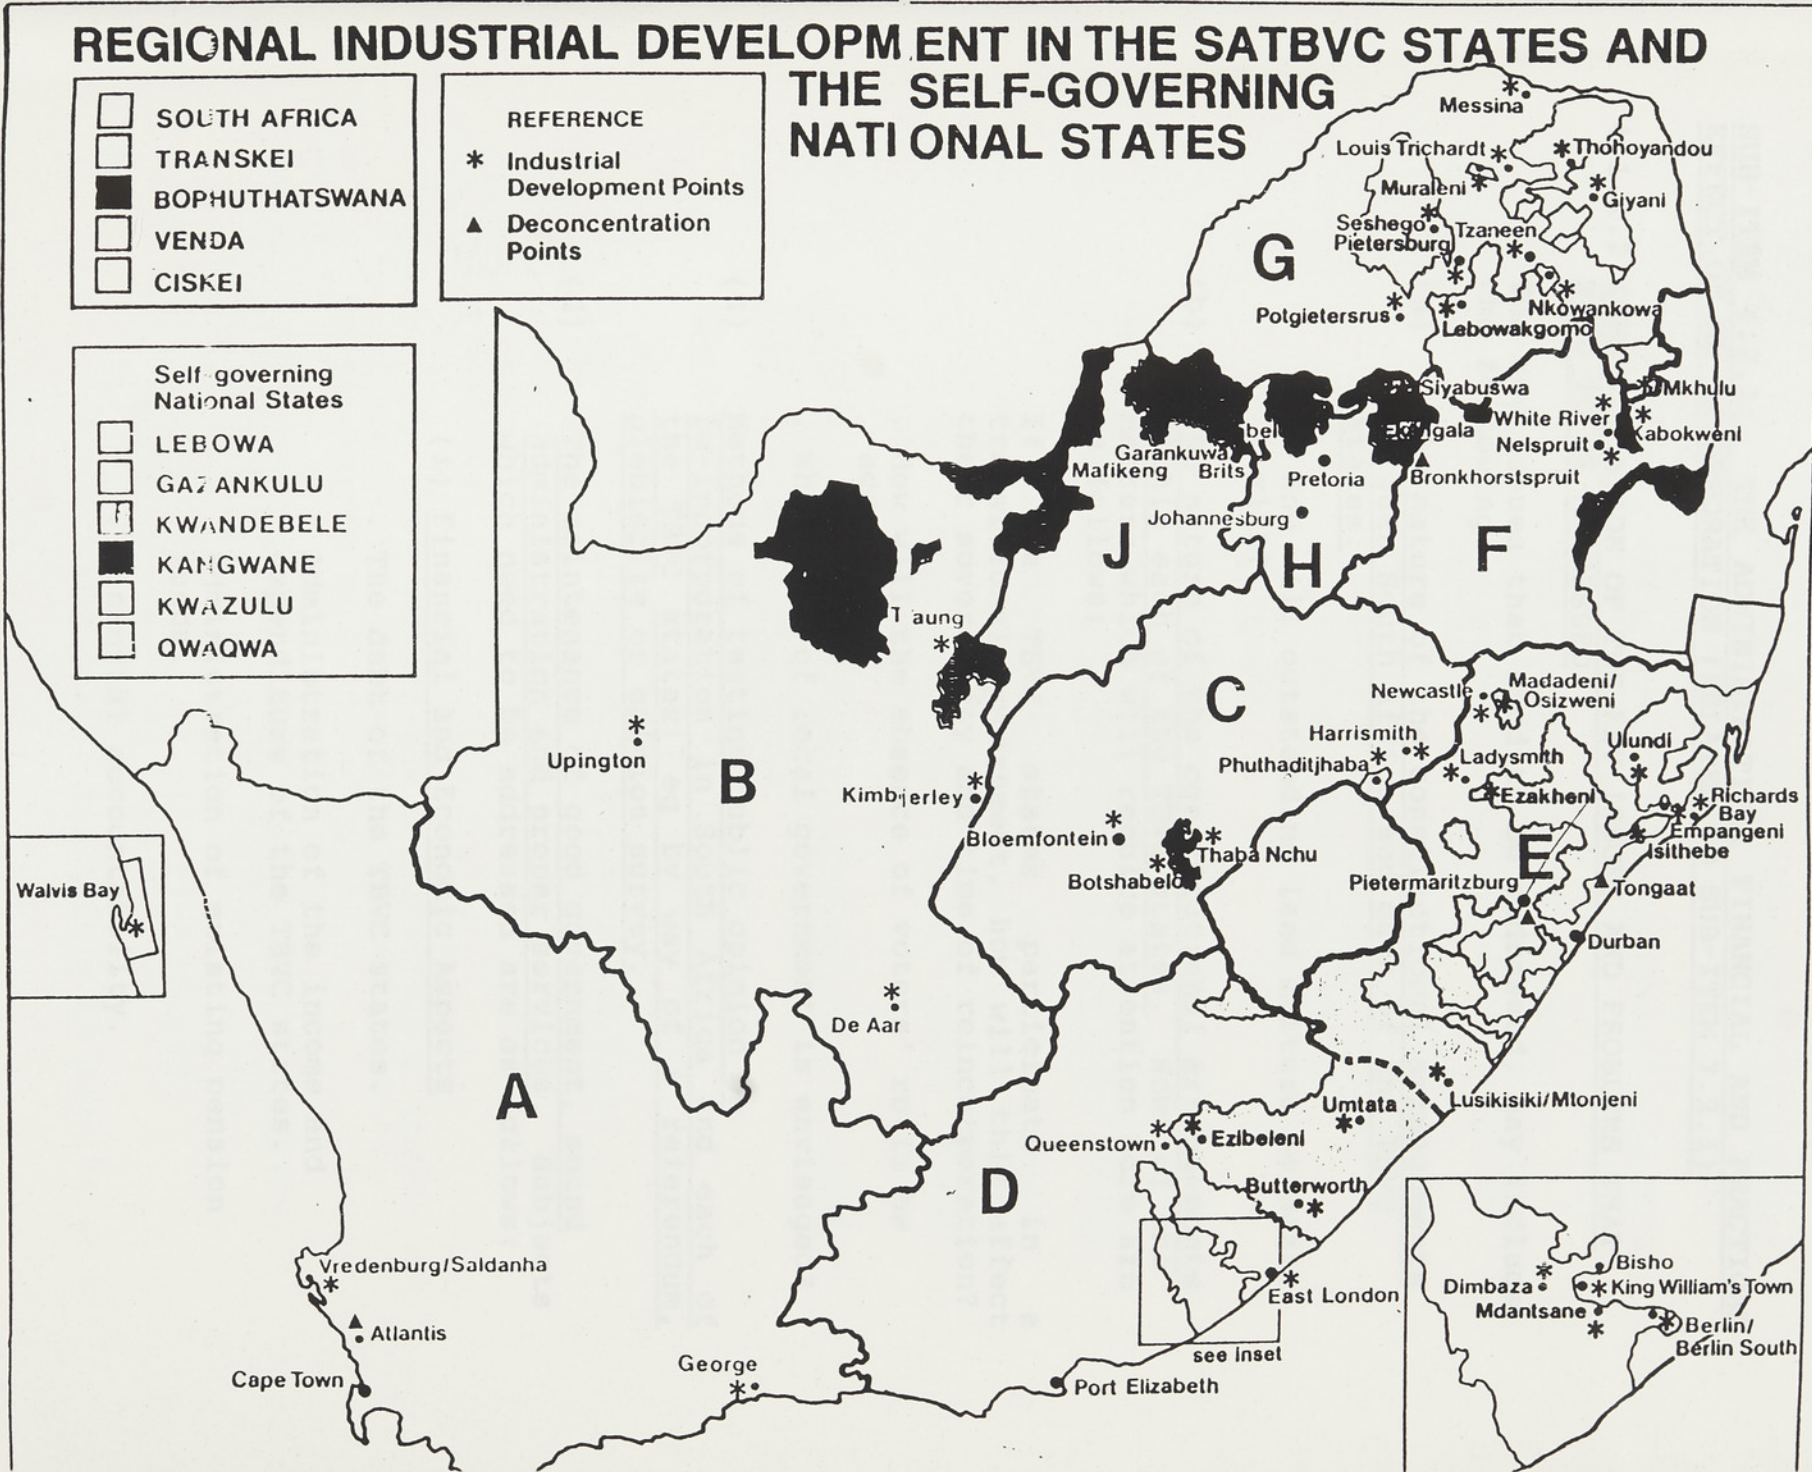 REGIONAL INDUSTRIAL DEVELOPMENT IN THE SATBVC STATES AND
THE SELF-GOVERNING
NATIONAL STATES
SOUTH AFRICA
TRANSKEI
BOPHUTHATSWANA
VENDA
CISKEI
REFERENCE
* Industrial
Development Points
▲ Deconcentration
Points
Self governing
National States
LEBOWA
GAZANKULU
KWANDEBELE
KANGWANE
KWAZULU
QWAQWA
Messina
Louis Trichardt
Thohoyandou
Muraleni
Giyani
Seshego
Tzaneen
Pietersburg
G
Potgietersrus
Nkowankowa
Lebowakgomo
Siyabuswa
Mkhulu
White River
Kabokweni
Nelspruit
Garankuwa
Mafikeng
Brits
Pretoria
Bronkhorstspruit
Johannesburg
J
H
F
Taung
Upington
B
C
Newcastle
Madadeni/
Osizweni
Harrismith
Ulundi
Phuthaditjhaba
Ladysmith
Kimberley
Ezakheni
Richards
Bay
Bloemfontein
Empangeni
Thaba Nchu
Isithebe
Botshabelo
E
Pietermaritzburg
Tongaat
Durban
Walvis Bay
De Aar
A
Lusikisiki/Mtonjeni
Umtata
Queenstown
Ezibeleni
D
Butterworth
Vredenburg/Saldanha
East London
Atlantis
see inset
George
Cape Town
Port Elizabeth
Bisho
Dimbaza
King William's Town
Mdantsane
Berlin/
Berlin South